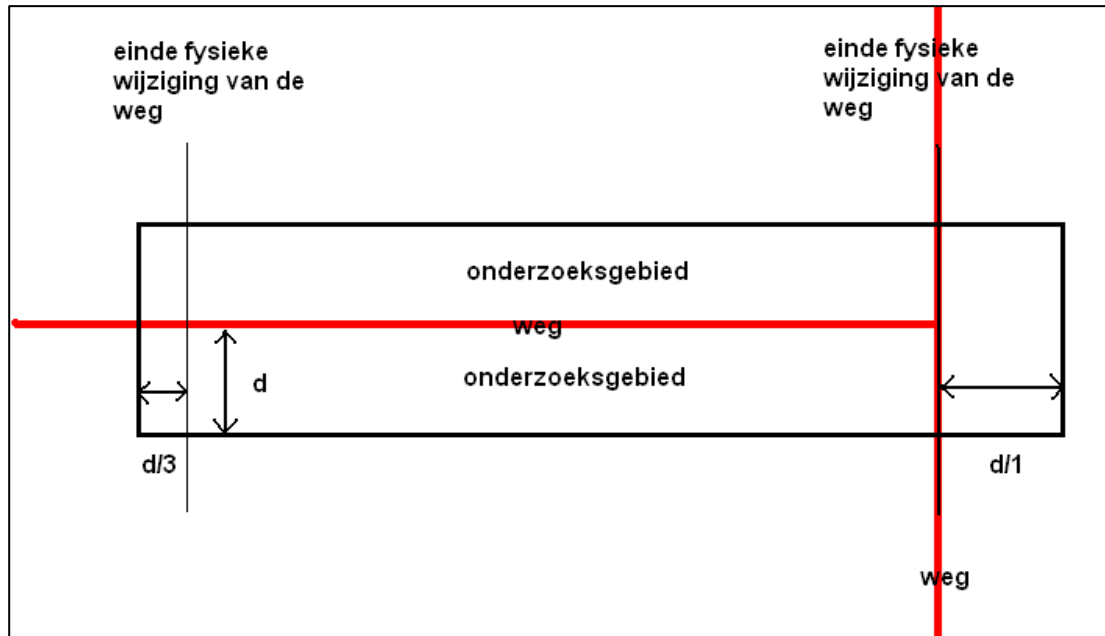 einde fysieke
wijziging van de
weg
einde fysieke
wijziging van de
weg
onderzoeksgebied
weg
onderzoeksgebied
d
d/3
d/1
weg